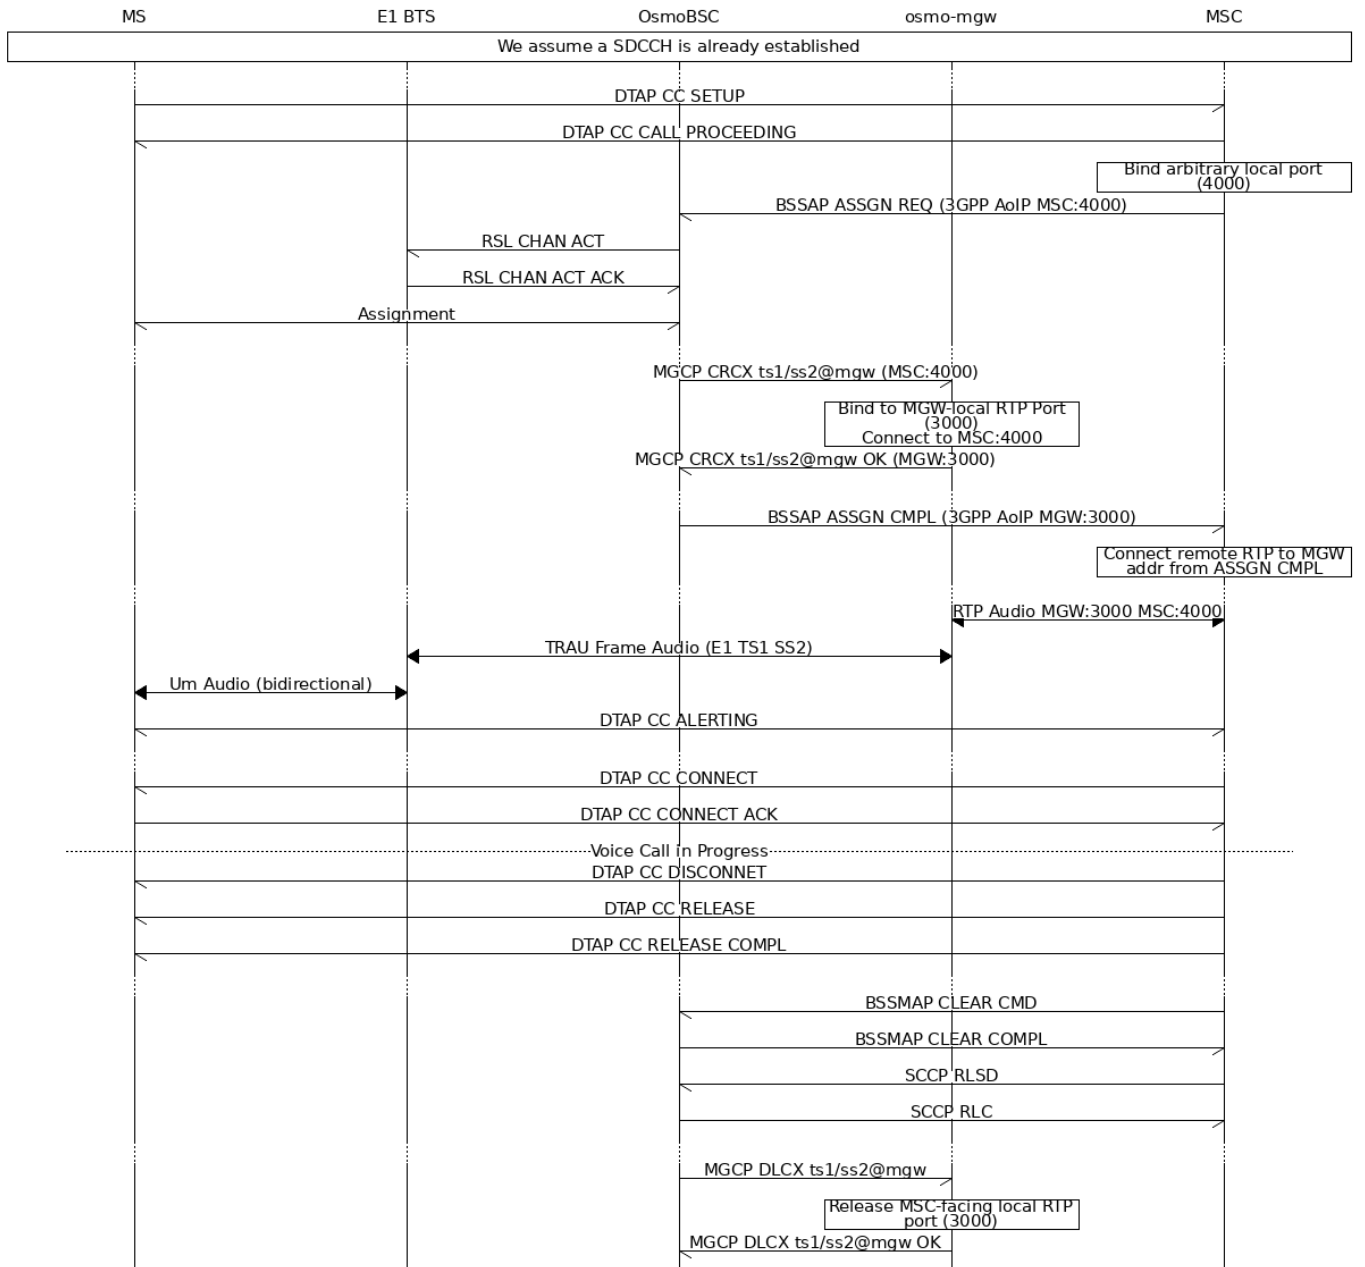 MS E1 BTS OsmoBSC osmo-mgw MSC
We assume a SDCCH is already established
DTAP CC SETUP
DTAP CC CALL PROCEEDING
Bind arbitrary local port
(4000)
BSSAP ASSGN REQ (3GPP AoIP MSC:4000)
RSL CHAN ACT
RSL CHAN ACT ACK
Assignment
MGCP CRCX ts1/ss2@mgw (MSC:4000)
Bind to MGW-local RTP Port
(3000)
Connect to MSC:4000
MGCP CRCX ts1/ss2@mgw OK (MGW:3000)
BSSAP ASSGN CMPL (3GPP AoIP MGW:3000)
Connect remote RTP to MGW
addr from ASSGN CMPL
RTP Audio MGW:3000 MSC:4000
TRAU Frame Audio (E1 TS1 SS2)
Um Audio (bidirectional)
DTAP CC ALERTING
DTAP CC CONNECT
DTAP CC CONNECT ACK
Voice Call in Progress
DTAP CC DISCONNET
DTAP CC RELEASE
DTAP CC RELEASE COMPL
BSSMAP CLEAR CMD
BSSMAP CLEAR COMPL
SCCP RLSD
SCCP RLC
MGCP DLCX ts1/ss2@mgw
Release MSC-facing local RTP
port (3000)
MGCP DLCX ts1/ss2@mgw OK